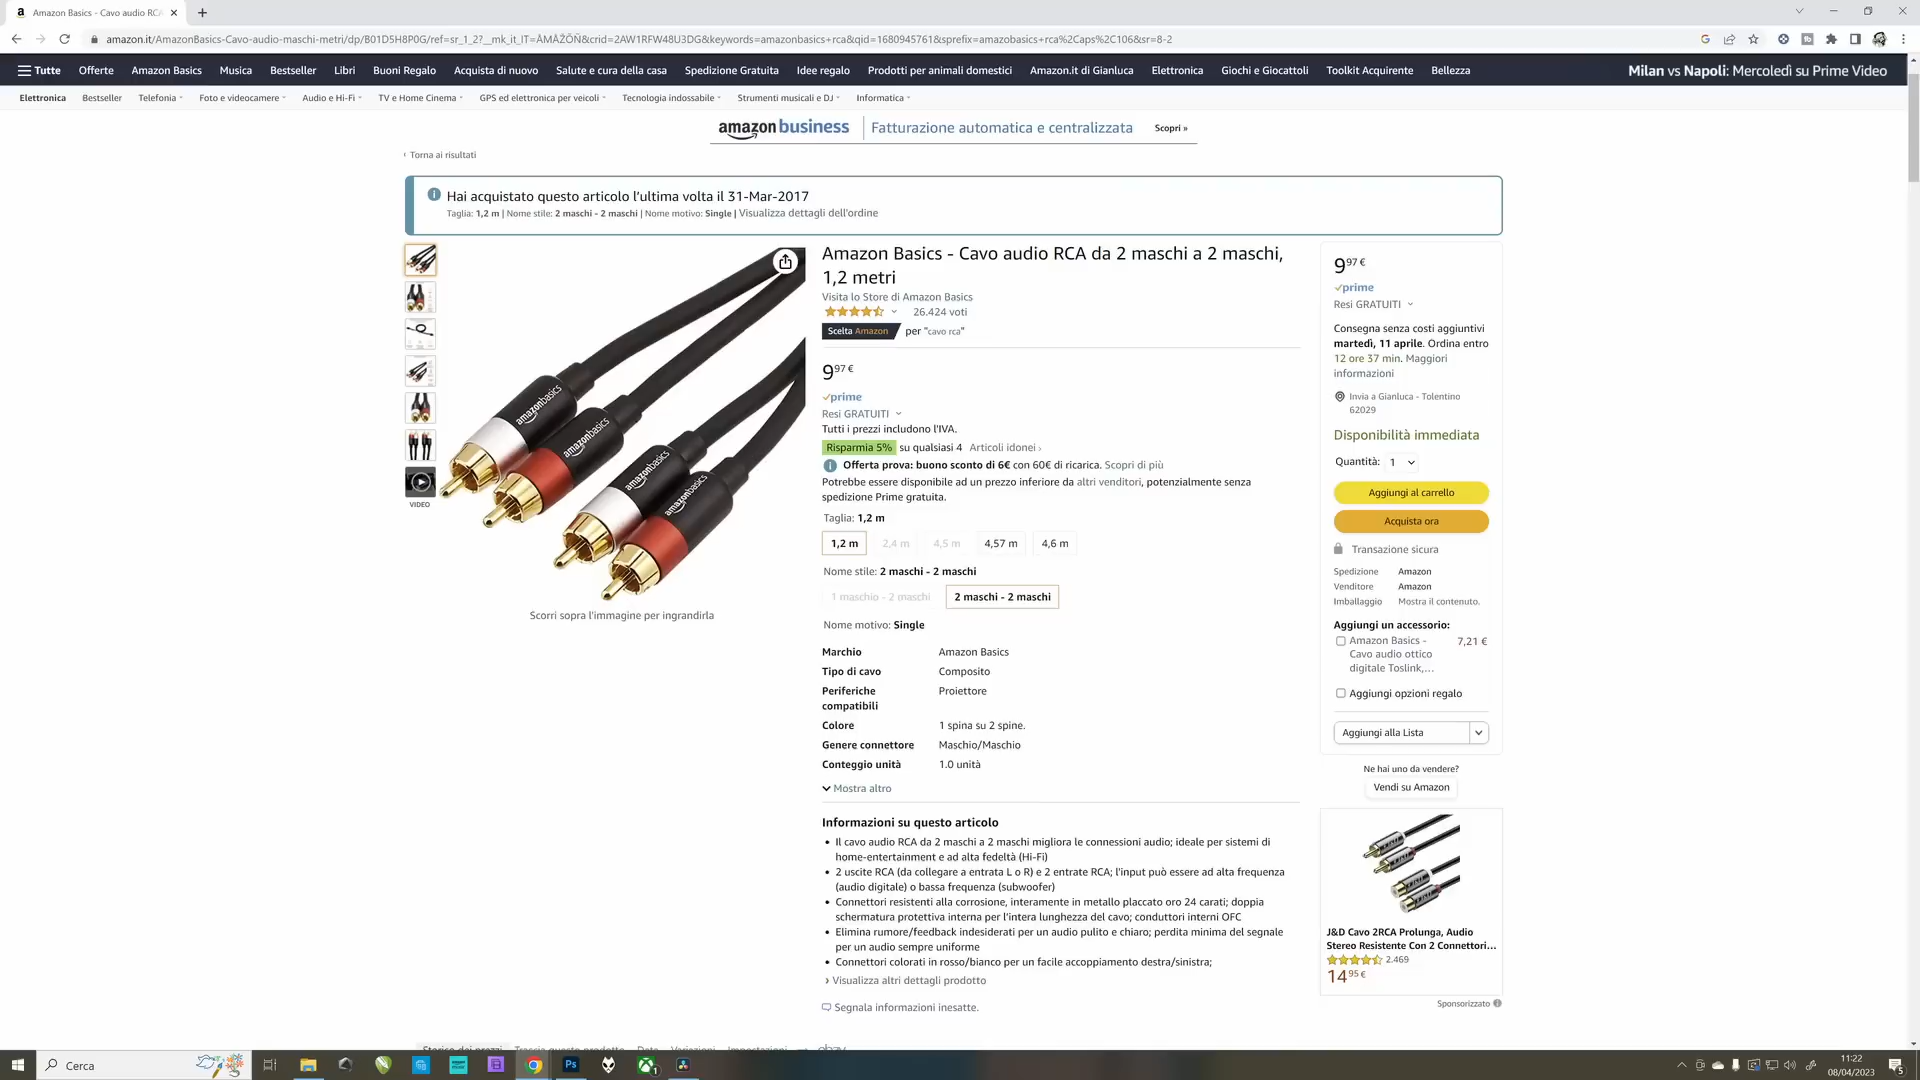 Amazon Basics - Cavo audio RCA
amazon.it/AmazonBasics-Cavo-audio-maschi-metri/dp/B01D5H8P0G/ref=sr_1_2?__mk_it_IT=ÅMÅŽÕÑ&crid=2AW1RFW48U3DG&keywords=amazonbasics+rca&qid=1680945761&sprefix=amazobasics+rca%2Caps%2C106&sr=8-2
Tutte Offerte Amazon Basics Musica Bestseller Libri Buoni Regalo Acquista di nuovo Salute e cura della casa Spedizione Gratuita Idee regalo Prodotti per animali domestici Amazon.it di Gianluca Elettronica Giochi e Giocattoli Toolkit Acquirente Bellezza Milan vs Napoli: Mercoledì su Prime Video
Elettronica Bestseller Telefonia Foto e videocamere Audio e Hi-Fi TV e Home Cinema GPS ed elettronica per veicoli Tecnologia indossabile Strumenti musicali e DJ Informatica
amazon business Fatturazione automatica e centralizzata Scopri »
‹ Torna ai risultati
Hai acquistato questo articolo l'ultima volta il 31-Mar-2017
Taglia: 1,2 m | Nome stile: 2 maschi - 2 maschi | Nome motivo: Single | Visualizza dettagli dell'ordine
amazonbasics
amazonbasics
amazonbasics
amazonbasics
VIDEO
Scorri sopra l'immagine per ingrandirla
Amazon Basics - Cavo audio RCA da 2 maschi a 2 maschi,
1,2 metri
Visita lo Store di Amazon Basics
26.424 voti
Scelta Amazon per "cavo rca"
9 97 €
prime
Resi GRATUITI
Tutti i prezzi includono l'IVA.
Risparmia 5% su qualsiasi 4 Articoli idonei ›
Offerta prova: buono sconto di 6€ con 60€ di ricarica. Scopri di più
Potrebbe essere disponibile ad un prezzo inferiore da altri venditori, potenzialmente senza
spedizione Prime gratuita.
Taglia: 1,2 m
1,2 m 2,4 m 4,5 m 4,57 m 4,6 m
Nome stile: 2 maschi - 2 maschi
1 maschio - 2 maschi 2 maschi - 2 maschi
Nome motivo: Single
Marchio Amazon Basics
Tipo di cavo Composito
Periferiche Proiettore
compatibili
Colore 1 spina su 2 spine.
Genere connettore Maschio/Maschio
Conteggio unità 1.0 unità
Mostra altro
Informazioni su questo articolo
• Il cavo audio RCA da 2 maschi a 2 maschi migliora le connessioni audio; ideale per sistemi di
home-entertainment e ad alta fedeltà (Hi-Fi)
• 2 uscite RCA (da collegare a entrata L o R) e 2 entrate RCA; l'input può essere ad alta frequenza
(audio digitale) o bassa frequenza (subwoofer)
• Connettori resistenti alla corrosione, interamente in metallo placcato oro 24 carati; doppia
schermatura protettiva interna per l'intera lunghezza del cavo; conduttori interni OFC
• Elimina rumore/feedback indesiderati per un audio pulito e chiaro; perdita minima del segnale
per un audio sempre uniforme
• Connettori colorati in rosso/bianco per un facile accoppiamento destra/sinistra;
› Visualizza altri dettagli prodotto
Segnala informazioni inesatte.
9 97 €
prime
Resi GRATUITI
Consegna senza costi aggiuntivi
martedì, 11 aprile. Ordina entro
12 ore 37 min. Maggiori
informazioni
Invia a Gianluca - Tolentino
62029
Disponibilità immediata
Quantità: 1
Aggiungi al carrello
Acquista ora
Transazione sicura
Spedizione Amazon
Venditore Amazon
Imballaggio Mostra il contenuto.
Aggiungi un accessorio:
Amazon Basics - 7,21 €
Cavo audio ottico
digitale Toslink,...
Aggiungi opzioni regalo
Aggiungi alla Lista
Ne hai uno da vendere?
Vendi su Amazon
J&D Cavo 2RCA Prolunga, Audio
Stereo Resistente Con 2 Connettori...
2.469
14 95 €
Sponsorizzato
Storico dei prezzi Traccia questo prodotto Data Variazioni Impostazioni ebay
Cerca
Ps
11:22
08/04/2023